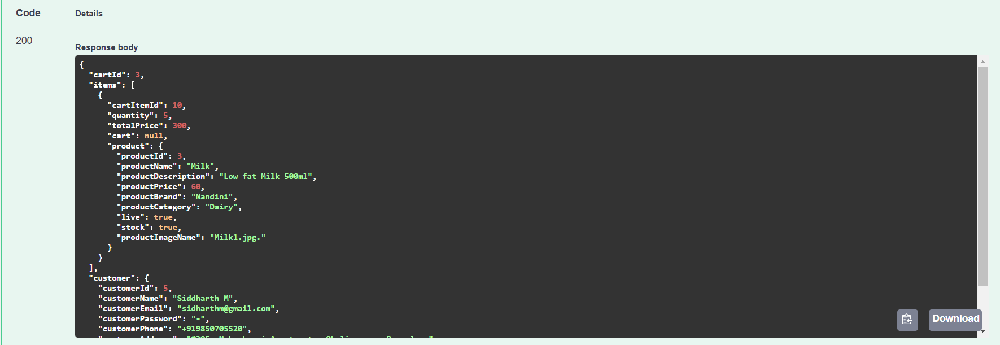 Code Details
200
Response body
{
  "cartId": 3,
  "items": [
    {
      "cartItemId": 10,
      "quantity": 5,
      "totalPrice": 300,
      "cart": null,
      "product": {
        "productId": 3,
        "productName": "Milk",
        "productDescription": "Low fat Milk 500ml",
        "productPrice": 60,
        "productBrand": "Nandini",
        "productCategory": "Dairy",
        "live": true,
        "stock": true,
        "productImageName": "Milk1.jpg."
      }
    }
  ],
  "customer": {
    "customerId": 5,
    "customerName": "Siddharth M",
    "customerEmail": "sidharthm@gmail.com",
    "customerPassword": "-",
    "customerPhone": "+919850705520",
Download